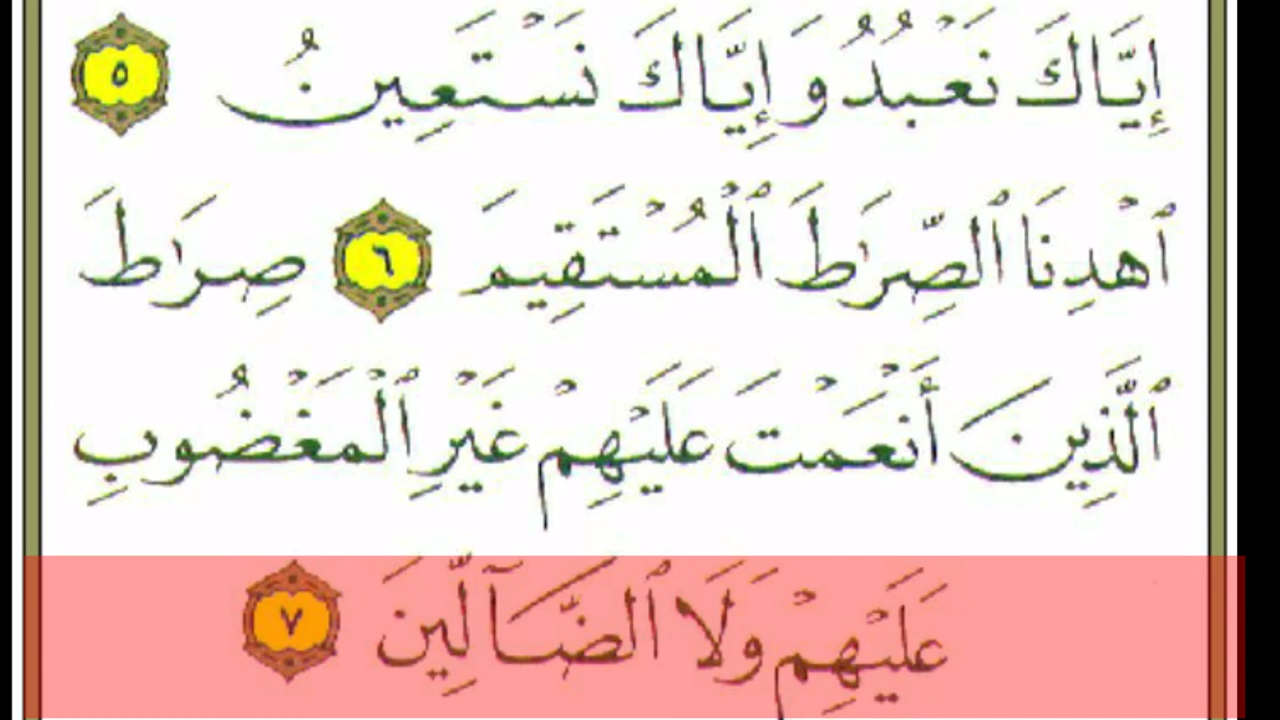 إِيَّاكَ نَعْبُدُ وَإِيَّاكَ نَسْتَعِينُ ٥
ٱهْدِنَا ٱلصِّرَٰطَ ٱلْمُسْتَقِيمَ ٦ صِرَٰطَ
ٱلَّذِينَ أَنْعَمْتَ عَلَيْهِمْ غَيْرِ ٱلْمَغْضُوبِ
عَلَيْهِمْ وَلَا ٱلضَّآلِّينَ ٧